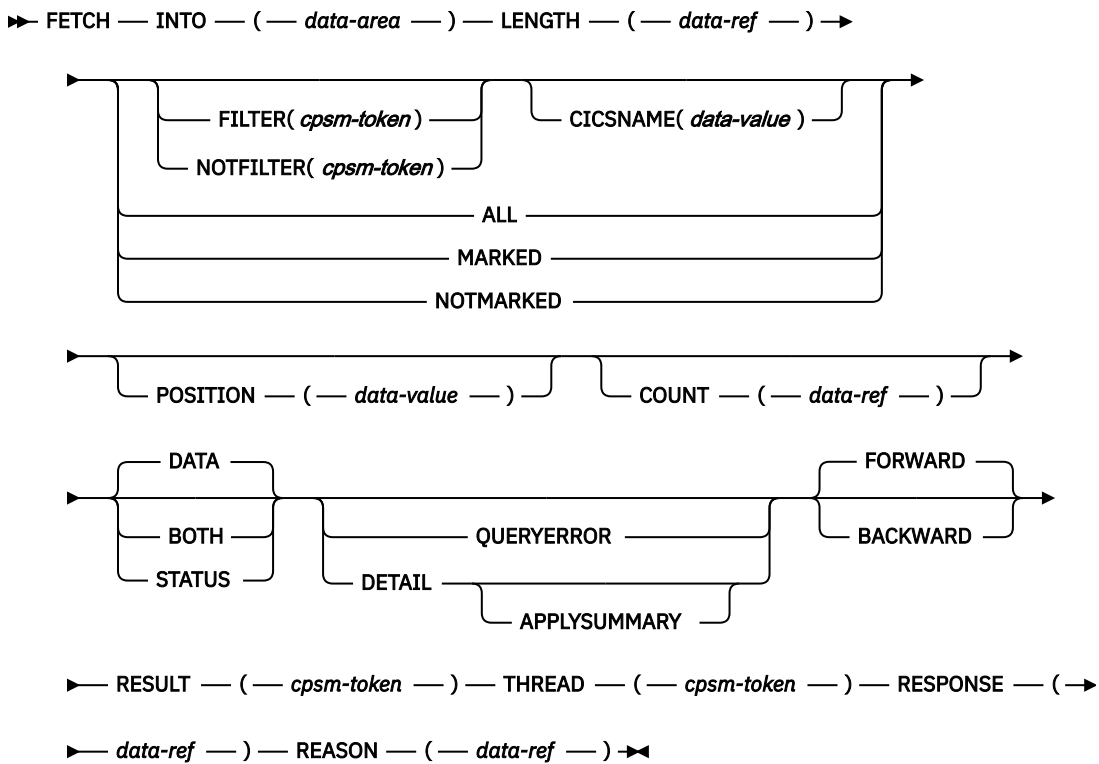 FETCH INTO ( data-area ) LENGTH ( data-ref )
FILTER( cpsm-token ) CICSNAME( data-value )
NOTFILTER( cpsm-token )
ALL
MARKED
NOTMARKED
POSITION ( data-value ) COUNT ( data-ref )
DATA FORWARD
BOTH QUERYERROR BACKWARD
STATUS DETAIL
APPLYSUMMARY
RESULT ( cpsm-token ) THREAD ( cpsm-token ) RESPONSE (
data-ref ) REASON ( data-ref )